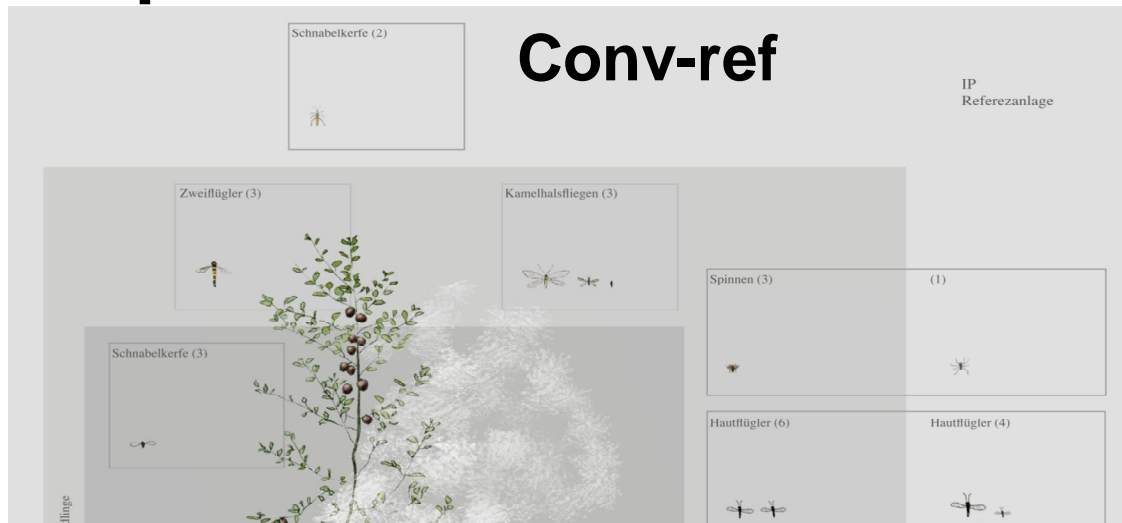 Schnabelkerfe (2)
Conv-ref
IP
Referezanlage
Zweiflügler (3)
Kamelhalsfliegen (3)
Spinnen (3)
(1)
Schnabelkerfe (3)
Hautflügler (6)
Hautflügler (4)